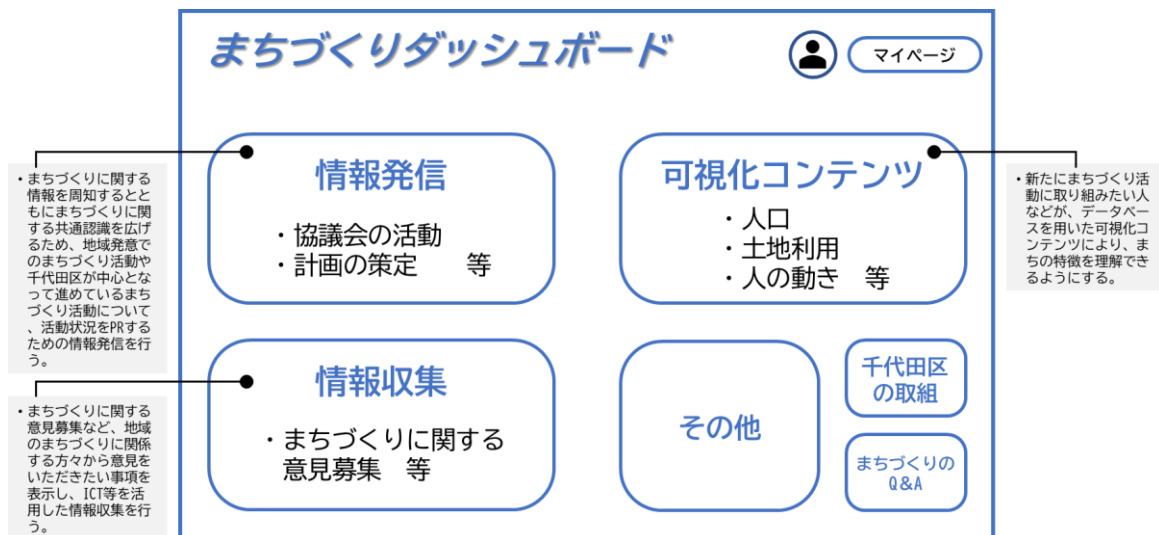 まちづくりダッシュボード
マイページ
情報発信
・協議会の活動
・計画の策定　等
可視化コンテンツ
・人口
・土地利用
・人の動き　等
・まちづくりに関する
情報を周知するとと
もにまちづくりに関
する共通認識を広げ
るため、地域発意で
のまちづくり活動や
千代田区が中心とな
って進めているまち
づくり活動について
、活動状況をPRする
ための情報発信を行
う。
・新たにまちづくり活
動に取り組みたい人
などが、データベー
スを用いた可視化コ
ンテンツにより、ま
ちの特徴を理解でき
るようにする。
情報収集
・まちづくりに関する
意見募集　等
その他
千代田区
の取組
まちづくりの
Q&A
・まちづくりに関する
意見募集など、地域
のまちづくりに関係
する方々から意見を
いただきたい事項を
表示し、ICT等を活
用した情報収集を行
う。